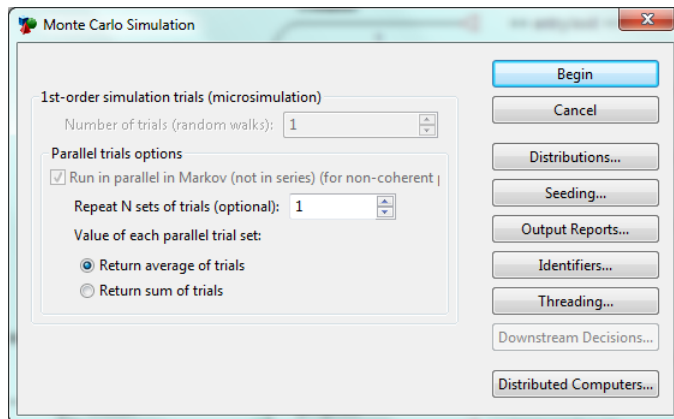 Monte Carlo Simulation
1st-order simulation trials (microsimulation)
Number of trials (random walks): 1
Parallel trials options
Run in parallel in Markov (not in series) (for non-coherent
Repeat N sets of trials (optional): 1
Value of each parallel trial set:
Return average of trials
Return sum of trials
Begin
Cancel
Distributions...
Seeding...
Output Reports...
Identifiers...
Threading...
Downstream Decisions...
Distributed Computers...